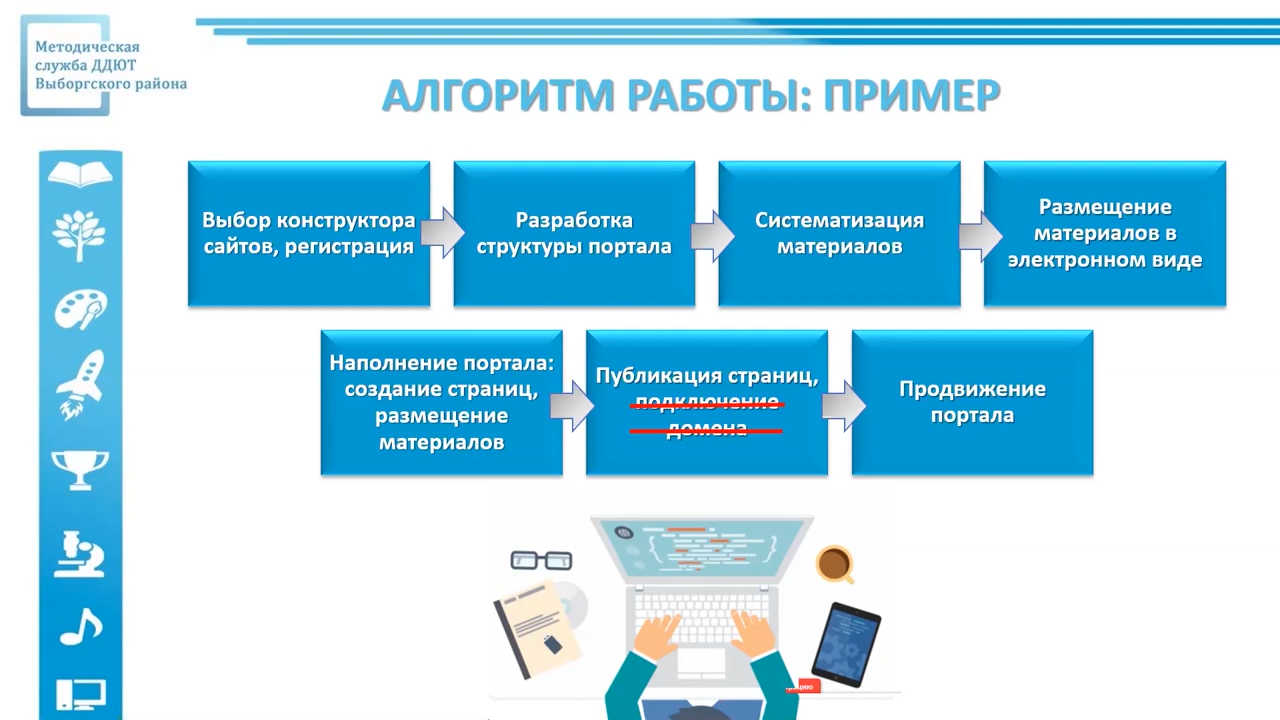 Методическая
служба ДДЮТ
Выборгского района
АЛГОРИТМ РАБОТЫ: ПРИМЕР
Выбор конструктора
сайтов, регистрация
Разработка
структуры портала
Систематизация
материалов
Размещение
материалов в
электронном виде
Наполнение портала:
создание страниц,
размещение
материалов
Публикация страниц,
подключение
домена
Продвижение
портала